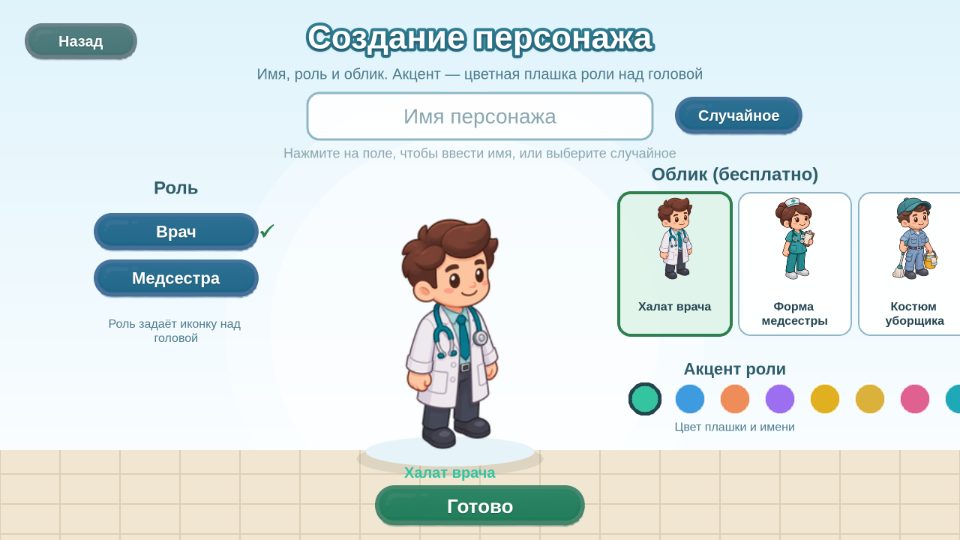 Назад
Создание персонажа
Имя, роль и облик. Акцент — цветная плашка роли над головой
Имя персонажа
Случайное
Нажмите на поле, чтобы ввести имя, или выберите случайное
Роль
Врач
Медсестра
Роль задаёт иконку над
головой
Облик (бесплатно)
Халат врача
Форма
медсестры
Костюм
уборщика
Акцент роли
Цвет плашки и имени
Халат врача
Готово